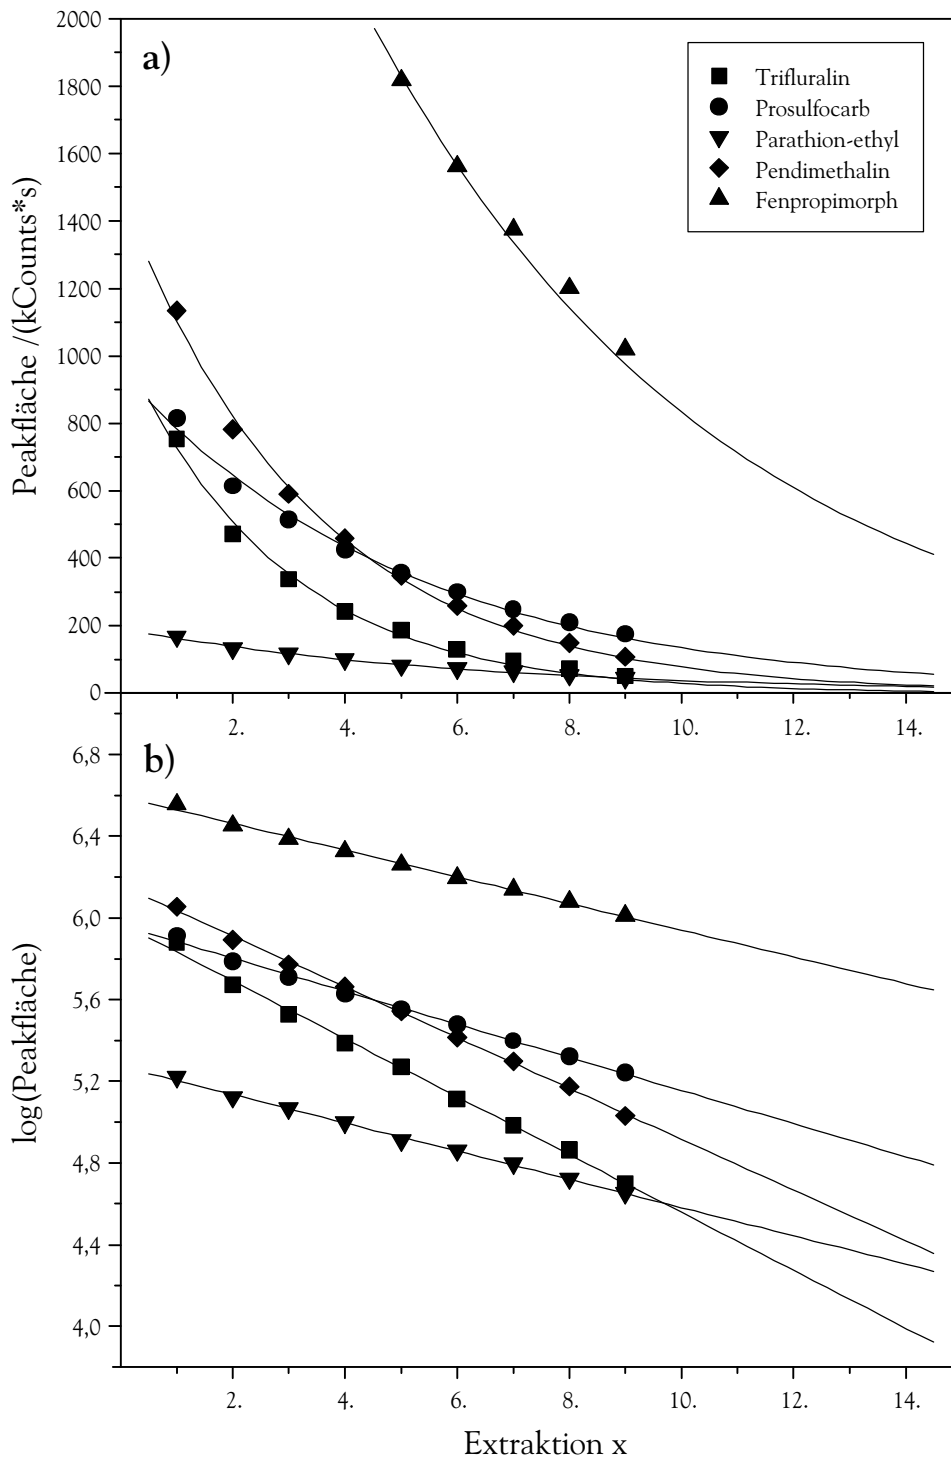 a)
Trifluralin
Prosulfocarb
Parathion-ethyl
Pendimethalin
Fenpropimorph
Peakfläche /(kCounts*s)
2000
1800
1600
1400
1200
1000
800
600
400
200
0
2. 4. 6. 8. 10. 12. 14.
b)
log(Peakfläche)
6,8
6,4
6,0
5,6
5,2
4,8
4,4
4,0
2. 4. 6. 8. 10. 12. 14.
Extraktion x